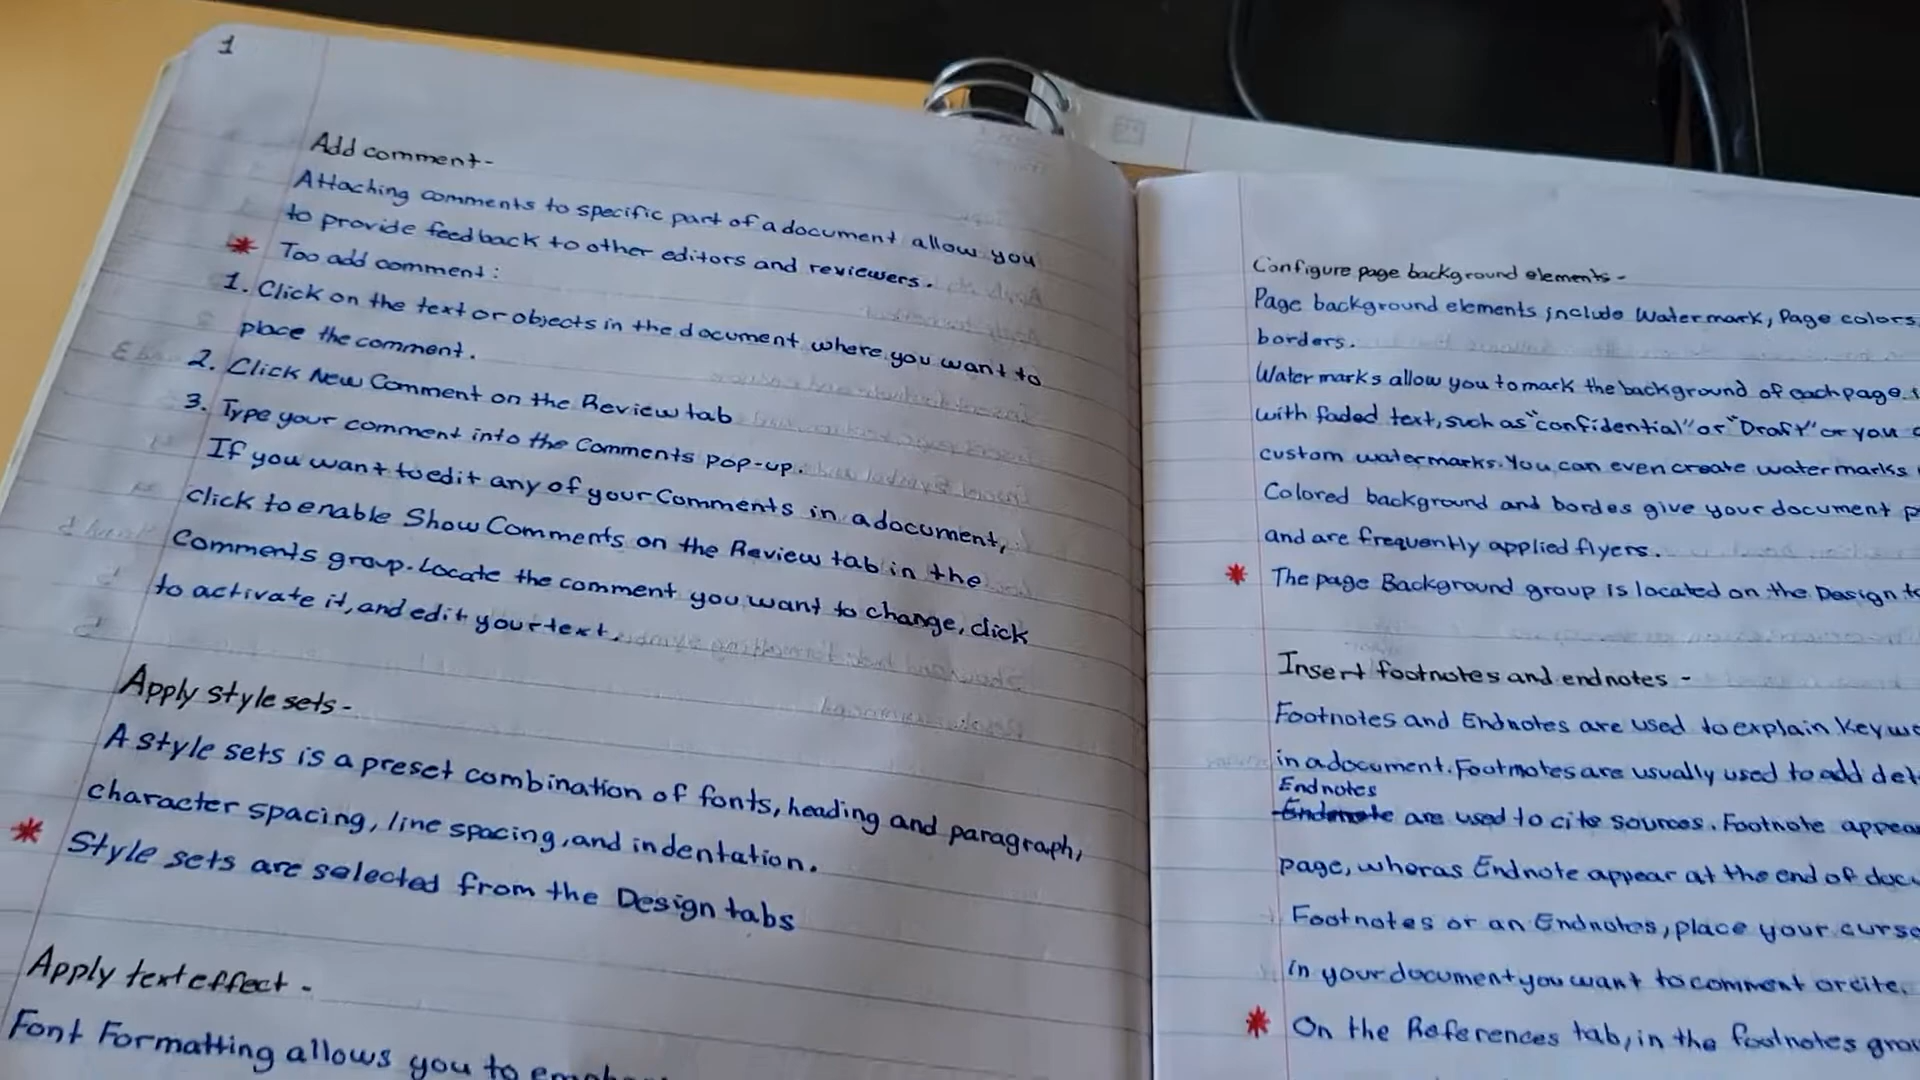 1
Add comment-
Attaching comments to specific part of a document allow you
to provide feedback to other editors and reviewers.
* Too add comment:
1. Click on the text or objects in the document where you want to
place the comment.
2. Click New Comment on the Review tab
3. Type your comment into the Comments pop-up.
If you want to edit any of your Comments in a document,
click to enable Show Comments on the Review tab in the
Comments group. Locate the comment you want to change, click
to activate it, and edit your text.
Apply style sets-
A style sets is a preset combination of fonts, heading and paragraph,
character spacing, line spacing, and indentation.
* Style sets are selected from the Design tabs
Apply text effect -
Font Formatting allows you to
Configure page background elements-
Page background elements include Watermark, Page colors,
borders.
Watermarks allow you to mark the background of each page
with faded text, such as "confidential" or "Draft" or you
custom watermarks. You can even create watermarks
Colored background and bordes give your document
and are frequently applied flyers.
* The page Background group is located on the Design
Insert footnotes and endnotes -
Footnotes and Endnotes are used to explain key
in a document. Footnotes are usually used to add
Endnotes
are used to cite sources. Footnote appear
page, wheras Endnote appear at the end of
Footnotes or an Endnotes, place your
in your document you want to comment or cite.
* On the References tab, in the footnotes